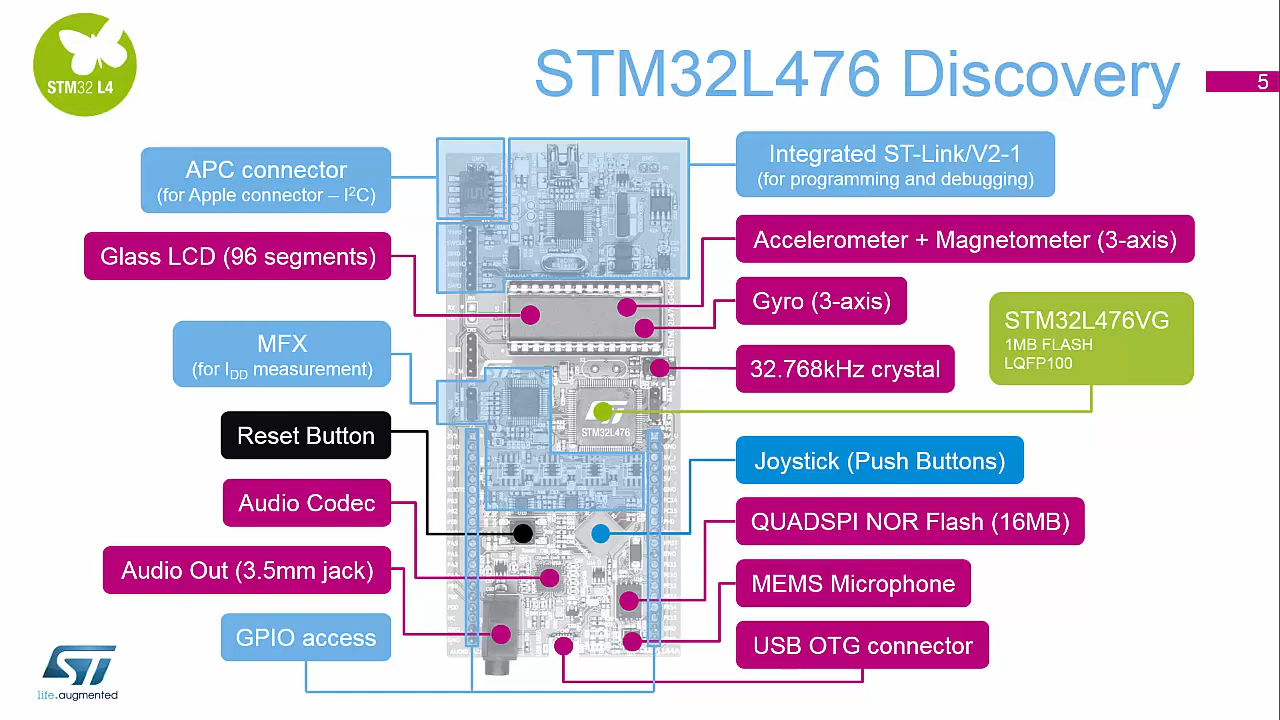 STM32 L4
STM32L476 Discovery
5
APC connector
(for Apple connector – I²C)
Integrated ST-Link/V2-1
(for programming and debugging)
Glass LCD (96 segments)
Accelerometer + Magnetometer (3-axis)
Gyro (3-axis)
STM32L476VG
1MB FLASH
LQFP100
MFX
(for IDD measurement)
32.768kHz crystal
STM32L476
Reset Button
Joystick (Push Buttons)
Audio Codec
QUADSPI NOR Flash (16MB)
Audio Out (3.5mm jack)
MEMS Microphone
GPIO access
USB OTG connector
ST
life.augmented